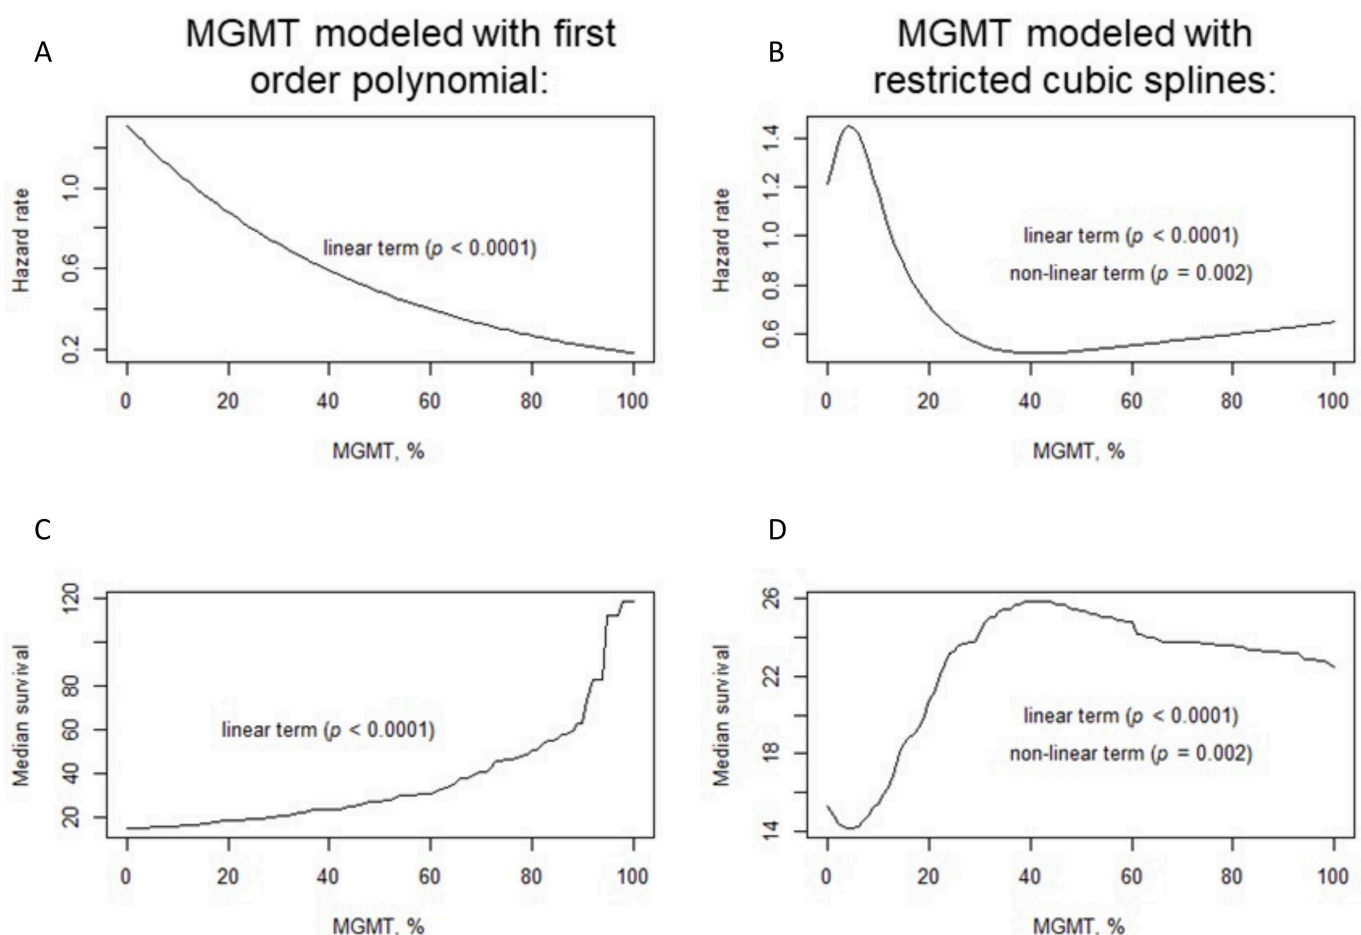 A
MGMT modeled with first
order polynomial:
Hazard rate
1.0
0.6
0.2
linear term (p < 0.0001)
0 20 40 60 80 100
MGMT, %
B
MGMT modeled with
restricted cubic splines:
Hazard rate
1.4
1.2
1.0
0.8
0.6
linear term (p < 0.0001)
non-linear term (p = 0.002)
0 20 40 60 80 100
MGMT, %
C
Median survival
120
80
60
40
20
linear term (p < 0.0001)
0 20 40 60 80 100
MGMT, %
D
Median survival
26
22
18
14
linear term (p < 0.0001)
non-linear term (p = 0.002)
0 20 40 60 80 100
MGMT, %